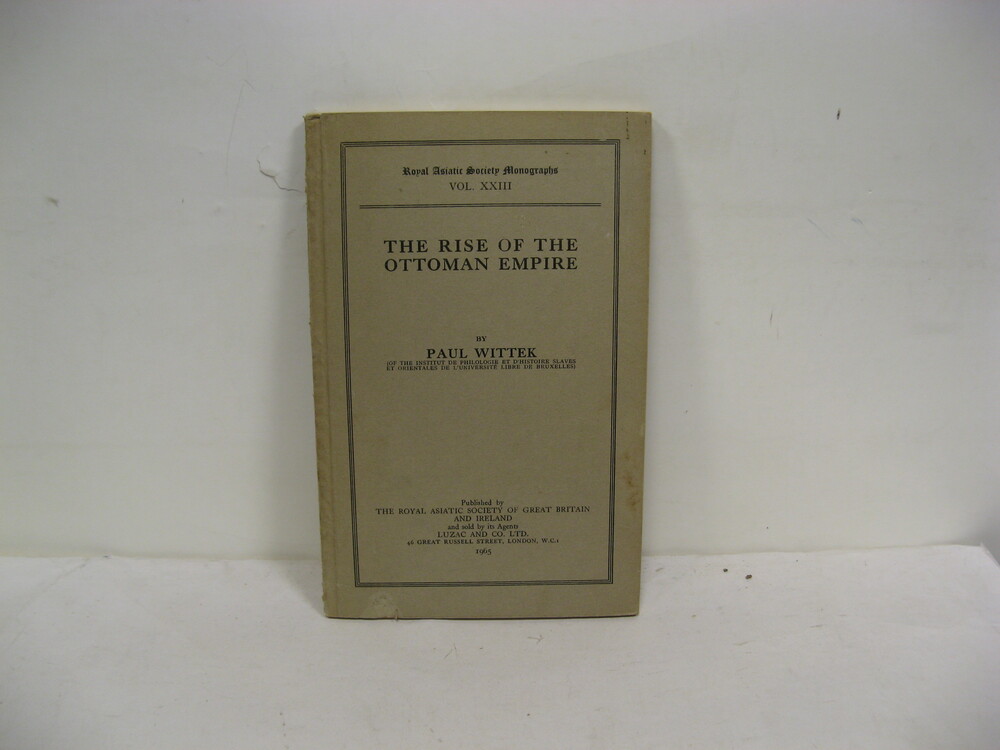 Royal Asiatic Society Monographs
VOL. XXIII
THE RISE OF THE
OTTOMAN EMPIRE
BY
PAUL WITTEK
(OF THE INSTITUT DE PHILOLOGIE ET D'HISTOIRE SLAVES
ET ORIENTALES DE L'UNIVERSITÉ LIBRE DE BRUXELLES)
Published by
THE ROYAL ASIATIC SOCIETY OF GREAT BRITAIN
AND IRELAND
and sold by its Agents
LUZAC AND CO. LTD.
46 GREAT RUSSELL STREET, LONDON, W.C.1
1965